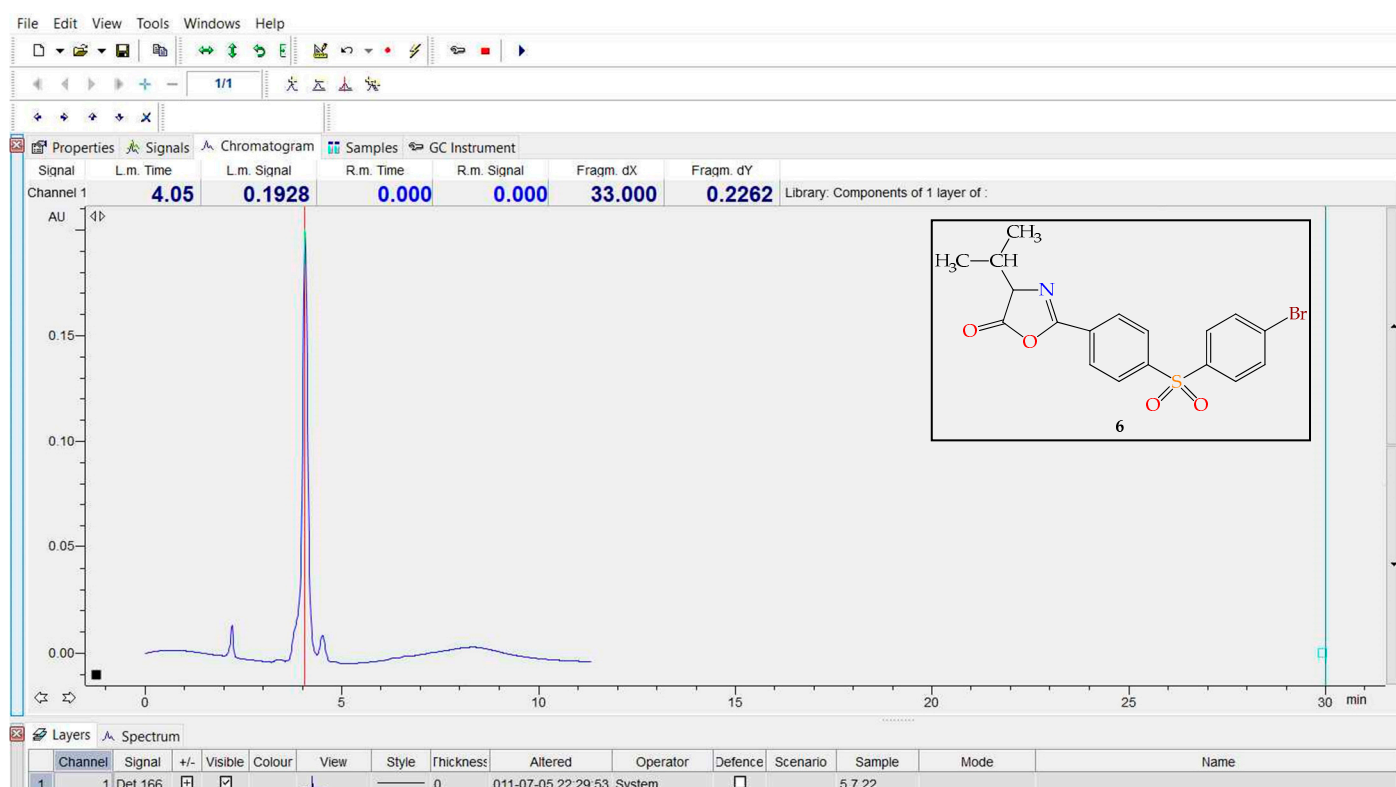 File Edit View Tools Windows Help
1/1
Properties Signals Chromatogram Samples GC Instrument
Signal L.m. Time L.m. Signal R.m. Time R.m. Signal Fragm. dX Fragm. dY
Channel 1 4.05 0.1928 0.000 0.000 33.000 0.2262 Library: Components of 1 layer of :
AU
CH3
H3C CH
N
Br
O
O
S
O O
6
0.15
0.10
0.05
0.00
0 5 10 15 20 25 30 min
Layers Spectrum
Channel Signal +/- Visible Colour View Style Thickness Altered Operator Defence Scenario Sample Mode Name
1 1 Det 166 0 011-07-05 22:29:53 System 5.7.22